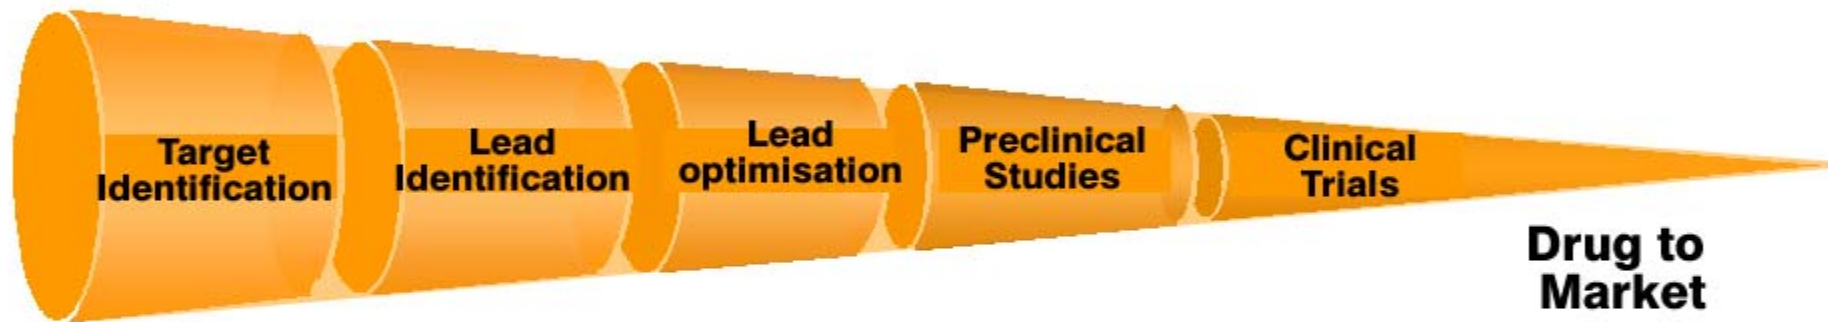 Target
Identification
Lead
Identification
Lead
optimisation
Preclinical
Studies
Clinical
Trials
Drug to
Market